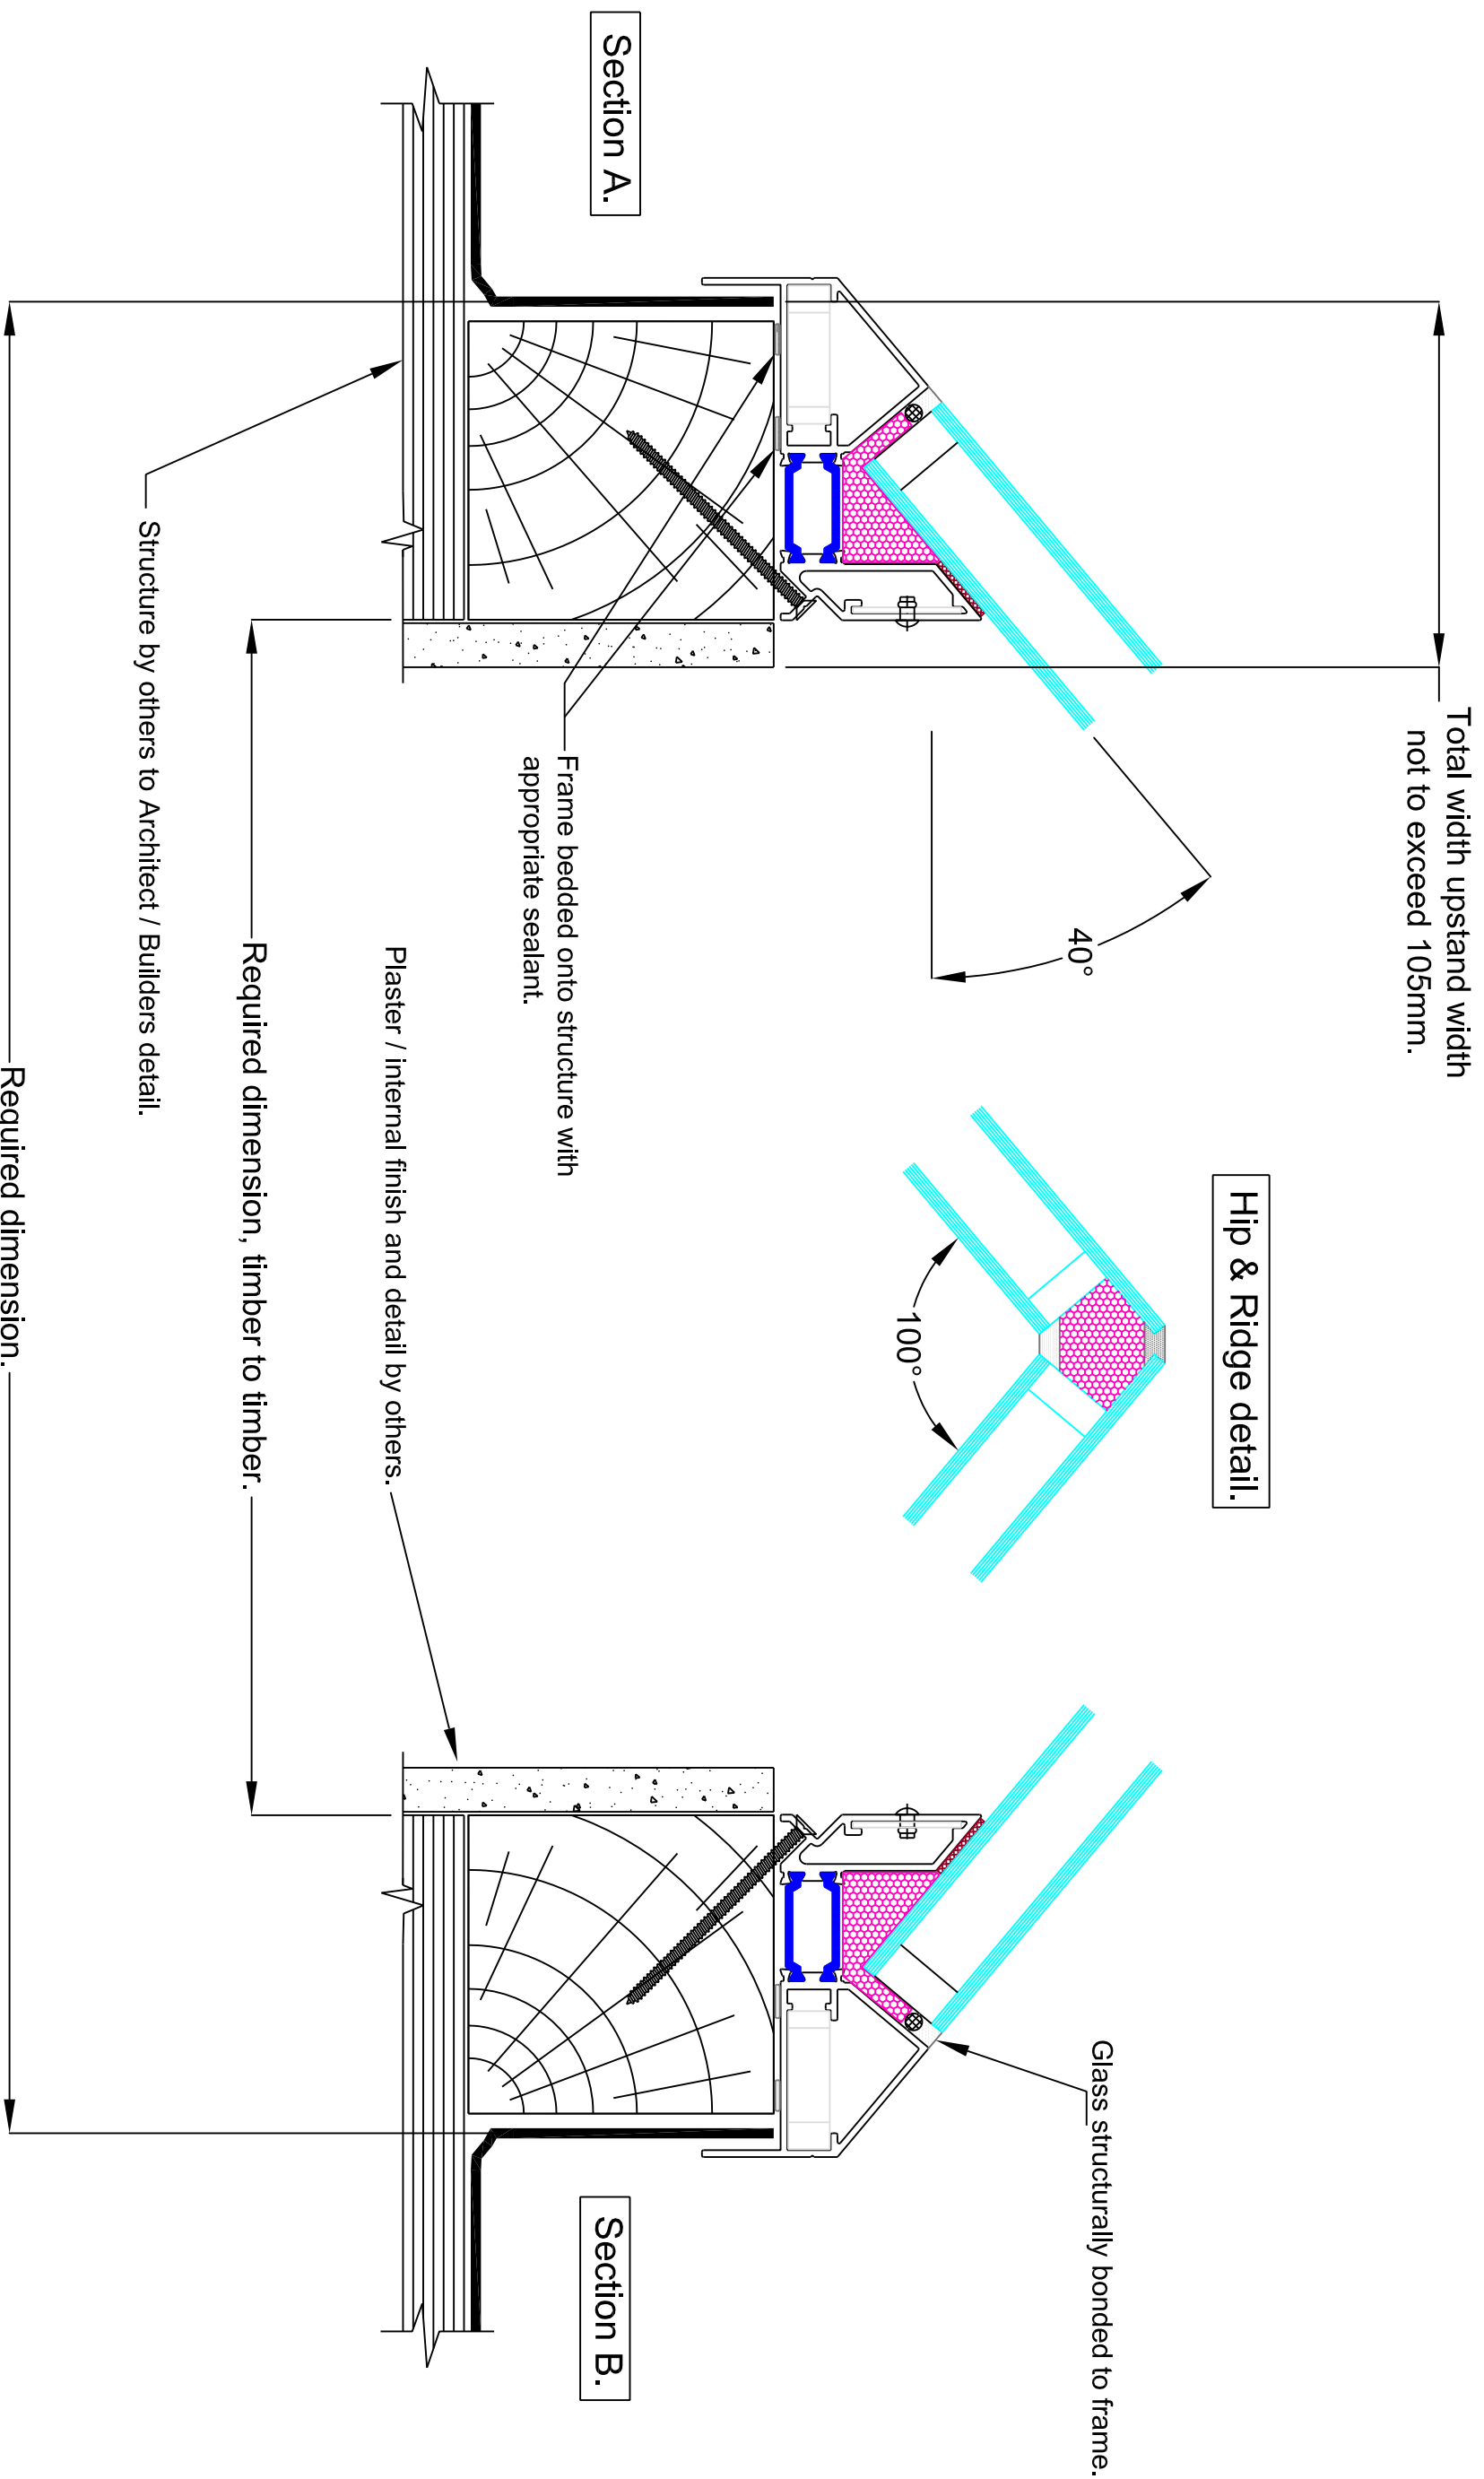 Total width upstand width
not to exceed 105mm.
Hip & Ridge detail.
40°
100°
Glass structurally bonded to frame.
Section A.
Frame bedded onto structure with
appropriate sealant.
Section B.
Plaster / internal finish and detail by others.
Required dimension, timber to timber.
Structure by others to Architect / Builders detail.
Required dimension.